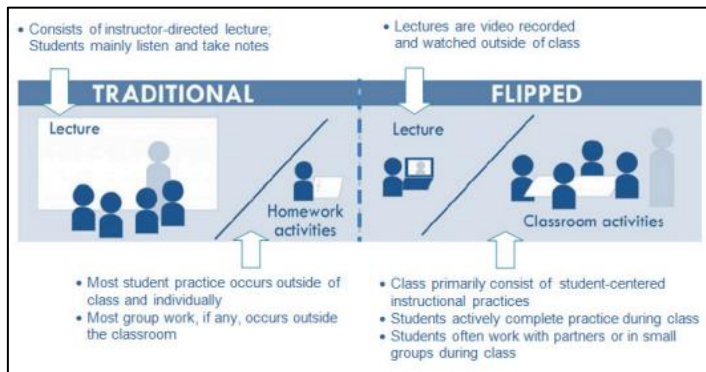 • Consists of instructor-directed lecture;
Students mainly listen and take notes
• Lectures are video recorded
and watched outside of class
TRADITIONAL
FLIPPED
Lecture
Homework
activities
Lecture
Classroom activities
• Most student practice occurs outside of
class and individually
• Most group work, if any, occurs outside
the classroom
• Class primarily consist of student-centered
instructional practices
• Students actively complete practice during class
• Students often work with partners or in small
groups during class